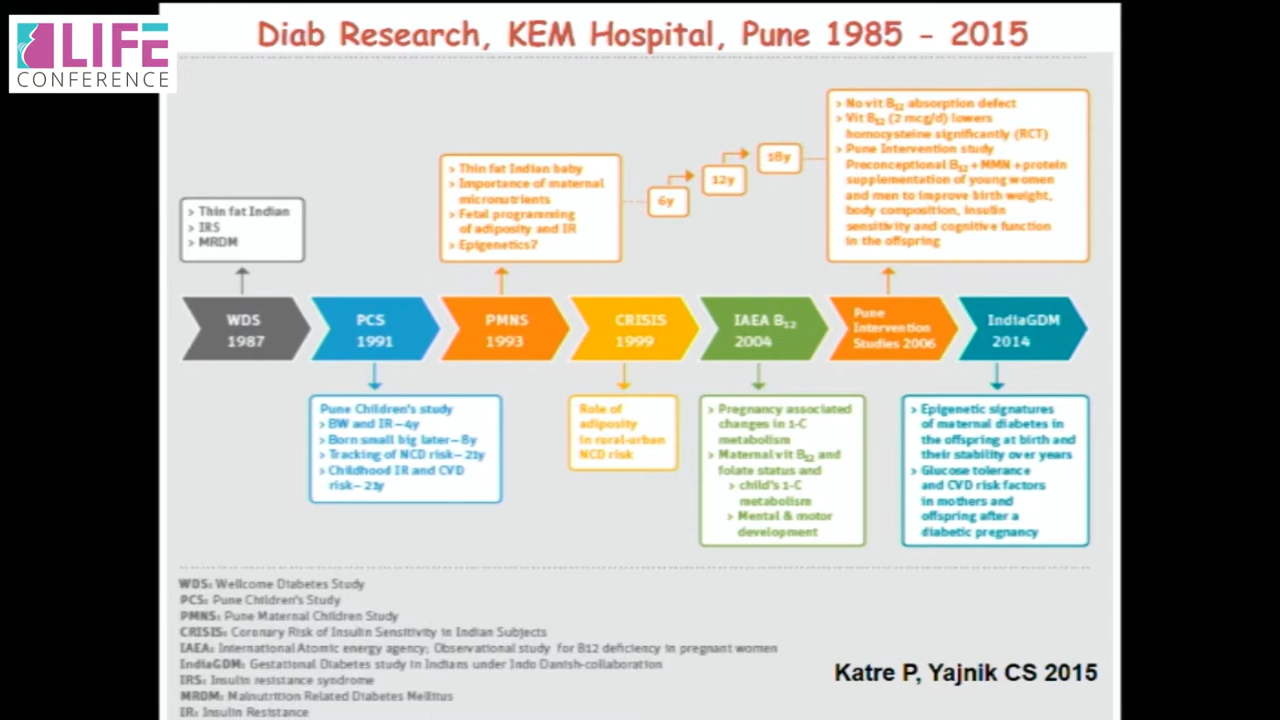 LIFE
CONFERENCE
Diab Research, KEM Hospital, Pune 1985 - 2015
> Thin fat Indian
> IRS
> MRDM
> Thin fat Indian baby
> Importance of maternal
micronutrients
> Fetal programming
of adiposity and IR
> Epigenetics?
6y
12y
18y
> No vit B12 absorption defect
> Vit B12 (2 mcg/d) lowers
homocysteine significantly (RCT)
> Pune Intervention study
Preconceptional B12 + MMN + protein
supplementation of young women
and men to improve birth weight,
body composition, insulin
sensitivity and cognitive function
in the offspring
WDS
1987
PCS
1991
PMNS
1993
CRISIS
1999
IAEA B12
2004
Pune
Intervention
Studies 2006
IndiaGDM
2014
Pune Children's study
> BW and IR – 4y
> Born small big later – 8y
> Tracking of NCD risk – 21y
> Childhood IR and CVD
risk – 21y
Role of
adiposity
in rural-urban
NCD risk
> Pregnancy associated
changes in 1-C
metabolism
> Maternal vit B12 and
folate status and
> child's 1-C
metabolism
> Mental & motor
development
> Epigenetic signatures
of maternal diabetes in
the offspring at birth and
their stability over years
> Glucose tolerance
and CVD risk factors
in mothers and
offspring after a
diabetic pregnancy
WDS: Wellcome Diabetes Study
PCS: Pune Children's Study
PMNS: Pune Maternal Children Study
CRISIS: Coronary Risk of Insulin Sensitivity in Indian Subjects
IAEA: International Atomic energy agency; Observational study for B12 deficiency in pregnant women
IndiaGDM: Gestational Diabetes study in Indians under Indo Danish-collaboration
IRS: Insulin resistance syndrome
MRDM: Malnutrition Related Diabetes Mellitus
IR: Insulin Resistance
Katre P, Yajnik CS 2015